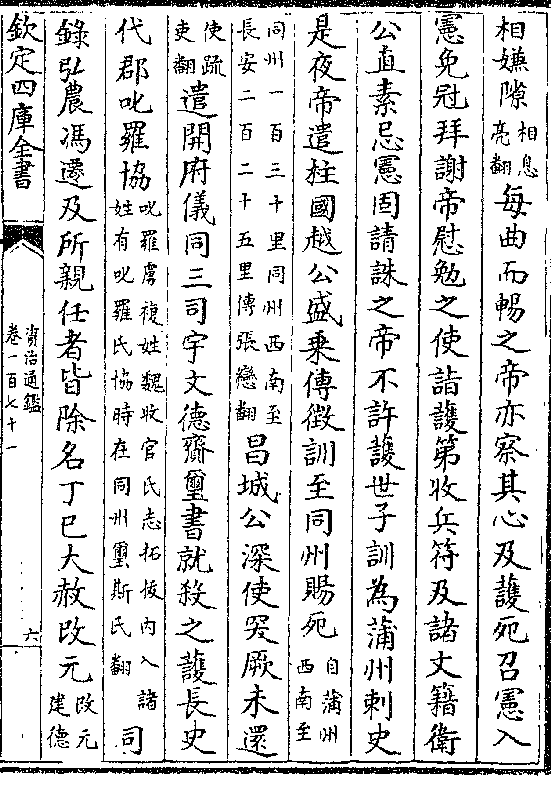 相嫌隙相息亮翻每曲而暢之帝亦察其心及護死召憲入
憲免冠拜謝帝慰勉之使詣護第收兵符及諸文籍衛
公直素忌憲固請誅之帝不許護世子訓為蒲州刺史
是夜帝遣柱國越公盛乗傳徵訓至同州賜死自蒲州西南至
同州一百三十里同州西南至長安二百二十五里傳張戀翻昌城公深使突厥未還
使疏吏翻遣開府儀同三司宇文德齎璽書就殺之護長史
代郡叱羅協叱羅虜複姓魏收官氏志拓拔内入諸姓有叱羅氏協時在同州璽斯氏翻司
錄弘農馮遷及所親任者皆除名丁巳大赦改元改元建德
欽定四庫全書
資治通鑑
卷一百七十一
六